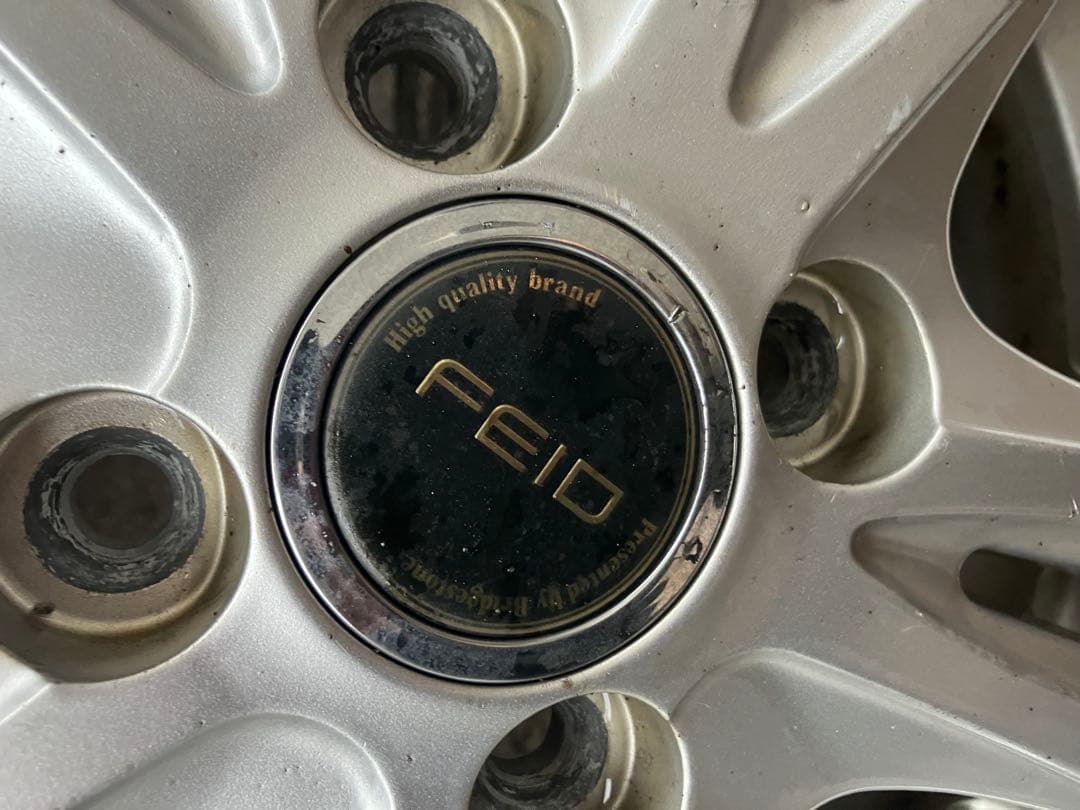 High quality brand
FEID
Presented by Bridgestone